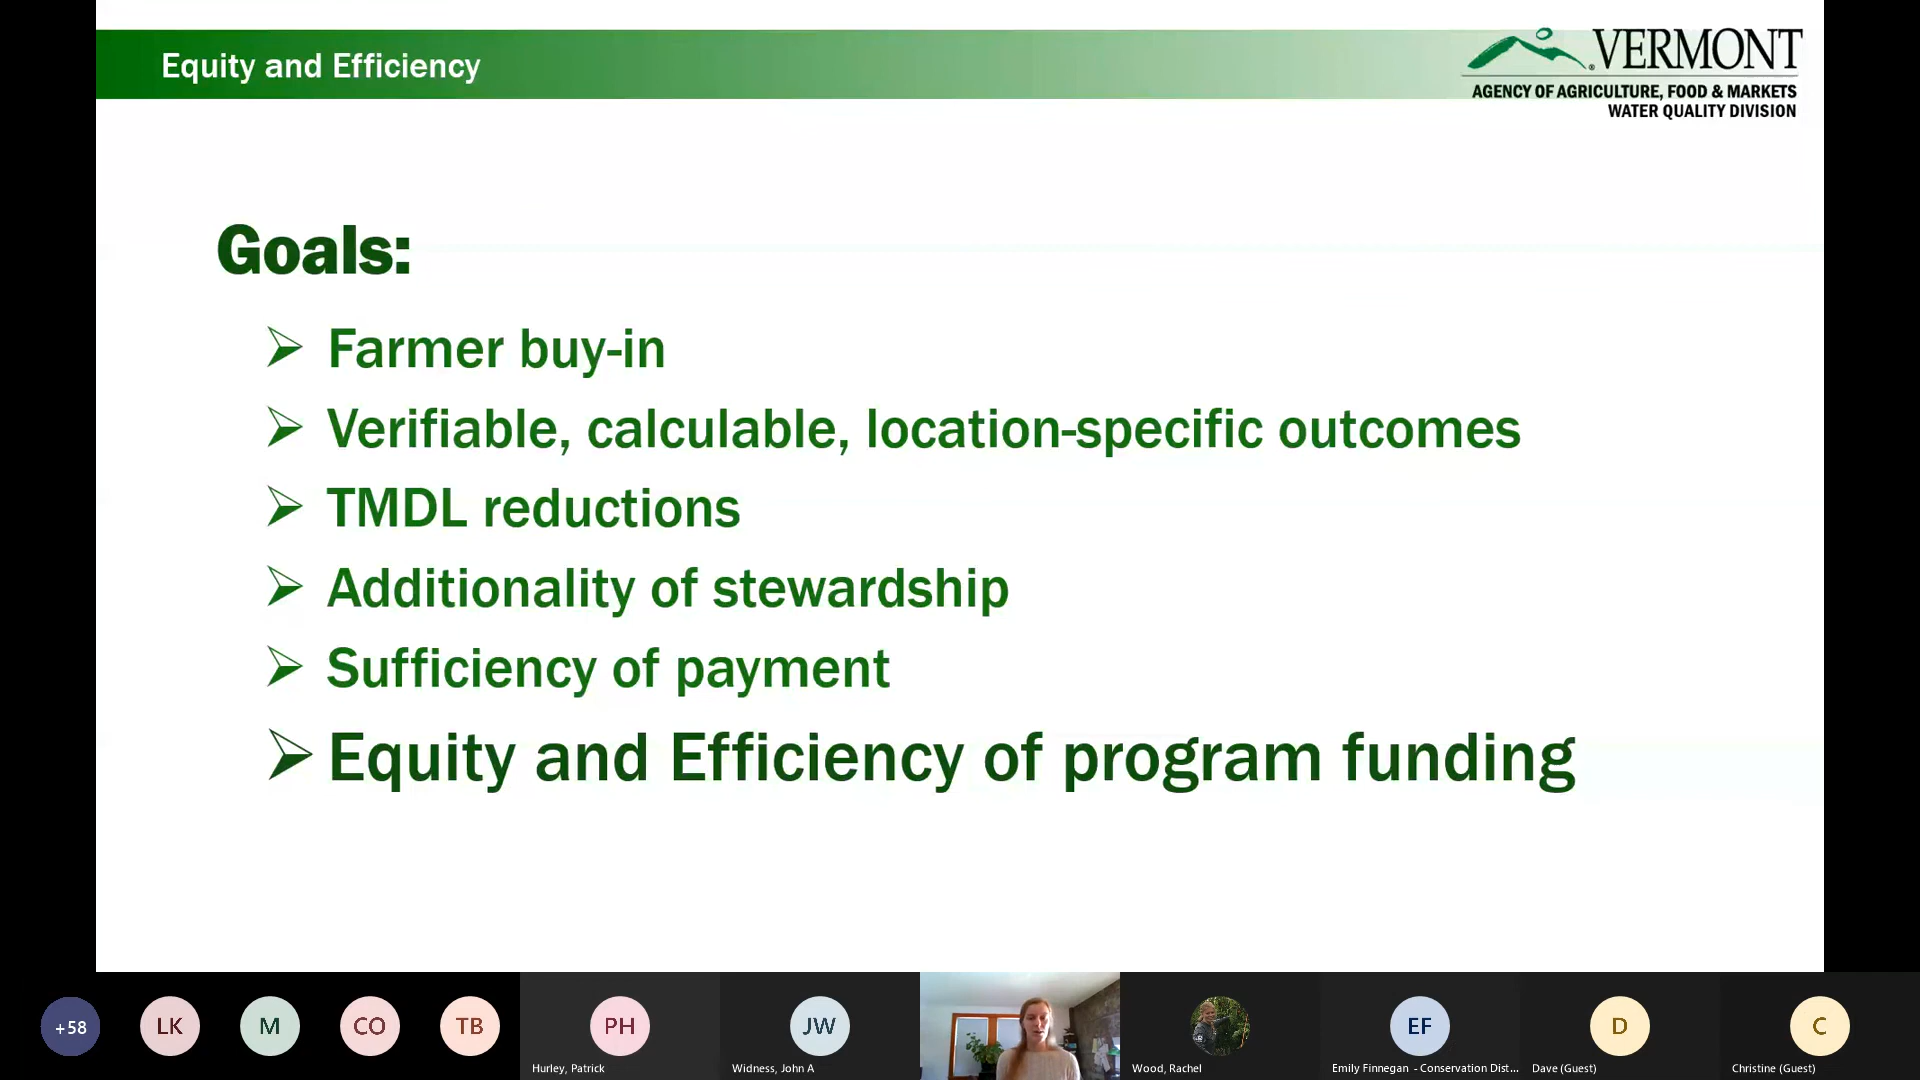 Equity and Efficiency
VERMONT
AGENCY OF AGRICULTURE, FOOD & MARKETS
WATER QUALITY DIVISION
Goals:
Farmer buy-in
Verifiable, calculable, location-specific outcomes
TMDL reductions
Additionality of stewardship
Sufficiency of payment
Equity and Efficiency of program funding
+58
LK
M
CO
TB
PH
JW
EF
D
C
Hurley, Patrick
Widness, John A
Wood, Rachel
Emily Finnegan - Conservation Dist...
Dave (Guest)
Christine (Guest)